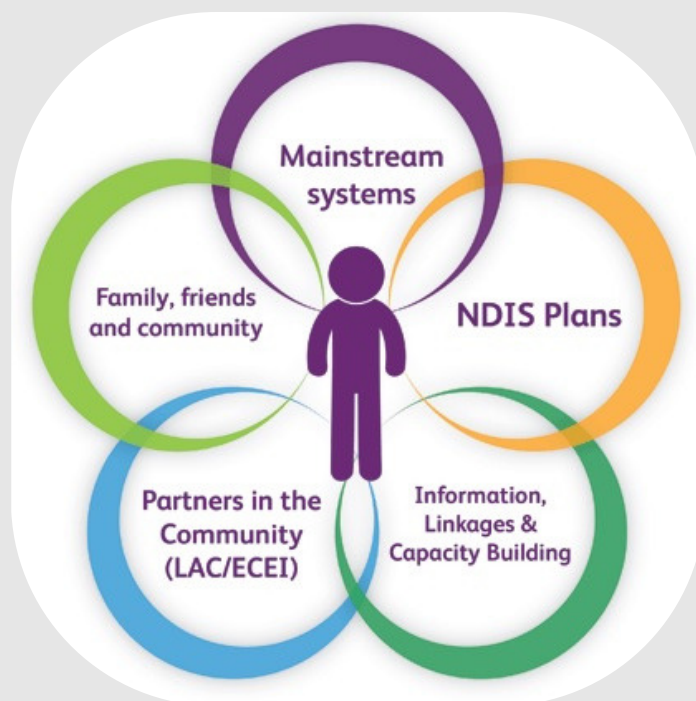 Mainstream
systems
Family, friends
and community
NDIS Plans
Partners in the
Community
(LAC/ECEI)
Information,
Linkages &
Capacity Building